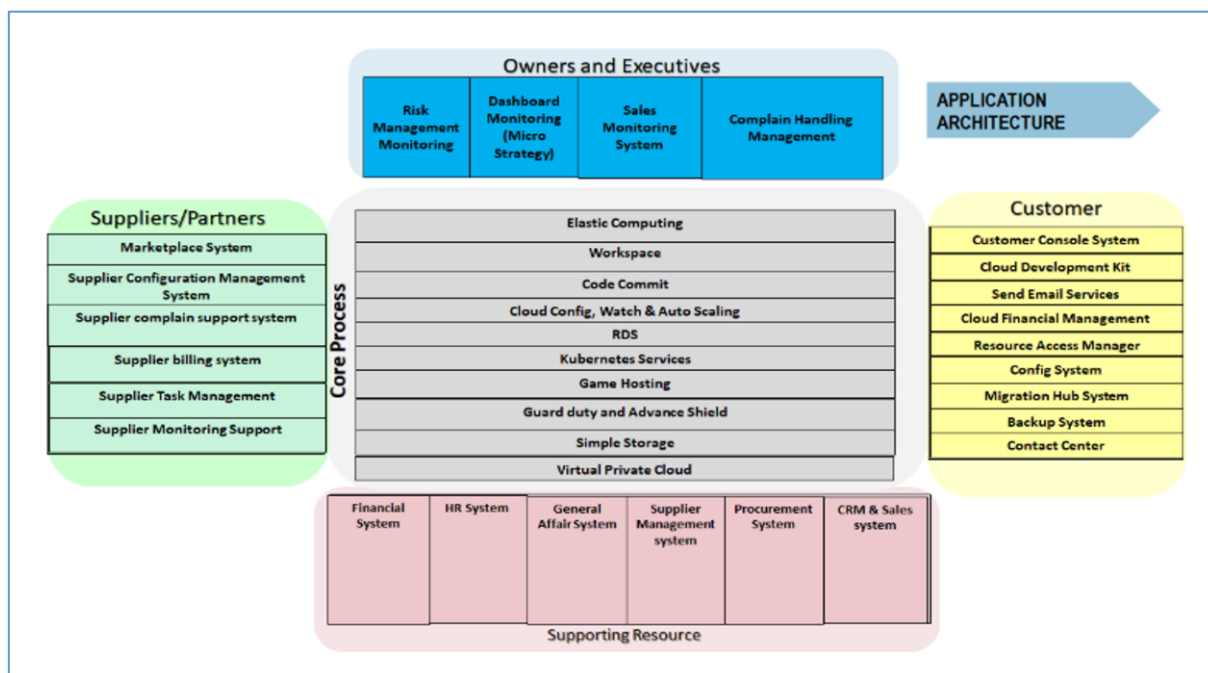 Owners and Executives
Risk
Management
Monitoring
Dashboard
Monitoring
(Micro
Strategy)
Sales
Monitoring
System
Complain Handling
Management
APPLICATION
ARCHITECTURE
Suppliers/Partners
Marketplace System
Supplier Configuration Management
System
Supplier complain support system
Supplier billing system
Supplier Task Management
Supplier Monitoring Support
Core Process
Elastic Computing
Workspace
Code Commit
Cloud Config, Watch & Auto Scaling
RDS
Kubernetes Services
Game Hosting
Guard duty and Advance Shield
Simple Storage
Virtual Private Cloud
Customer
Customer Console System
Cloud Development Kit
Send Email Services
Cloud Financial Management
Resource Access Manager
Config System
Migration Hub System
Backup System
Contact Center
Financial
System
HR System
General
Affair System
Supplier
Management
system
Procurement
System
CRM & Sales
system
Supporting Resource